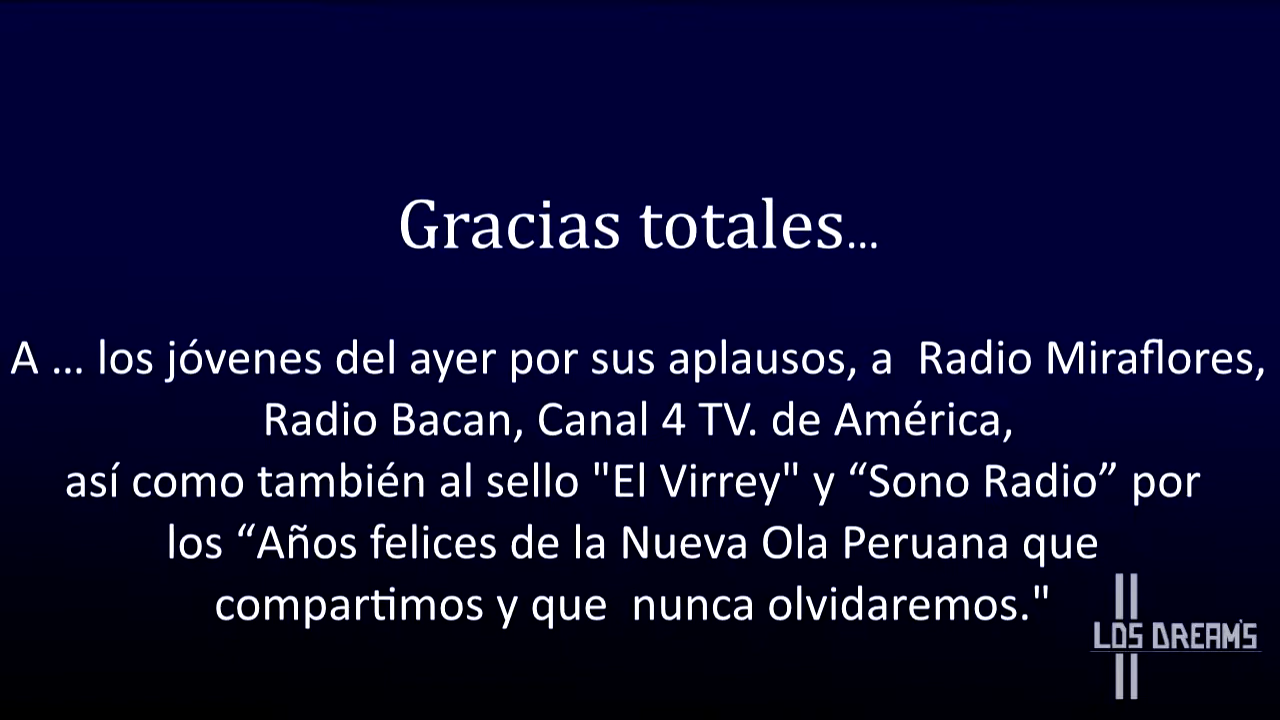 Gracias totales...
A ... los jóvenes del ayer por sus aplausos, a  Radio Miraflores,
Radio Bacan, Canal 4 TV. de América,
así como también al sello "El Virrey" y “Sono Radio” por
los “Años felices de la Nueva Ola Peruana que
compartimos y que  nunca olvidaremos."
LOS DREAM'S